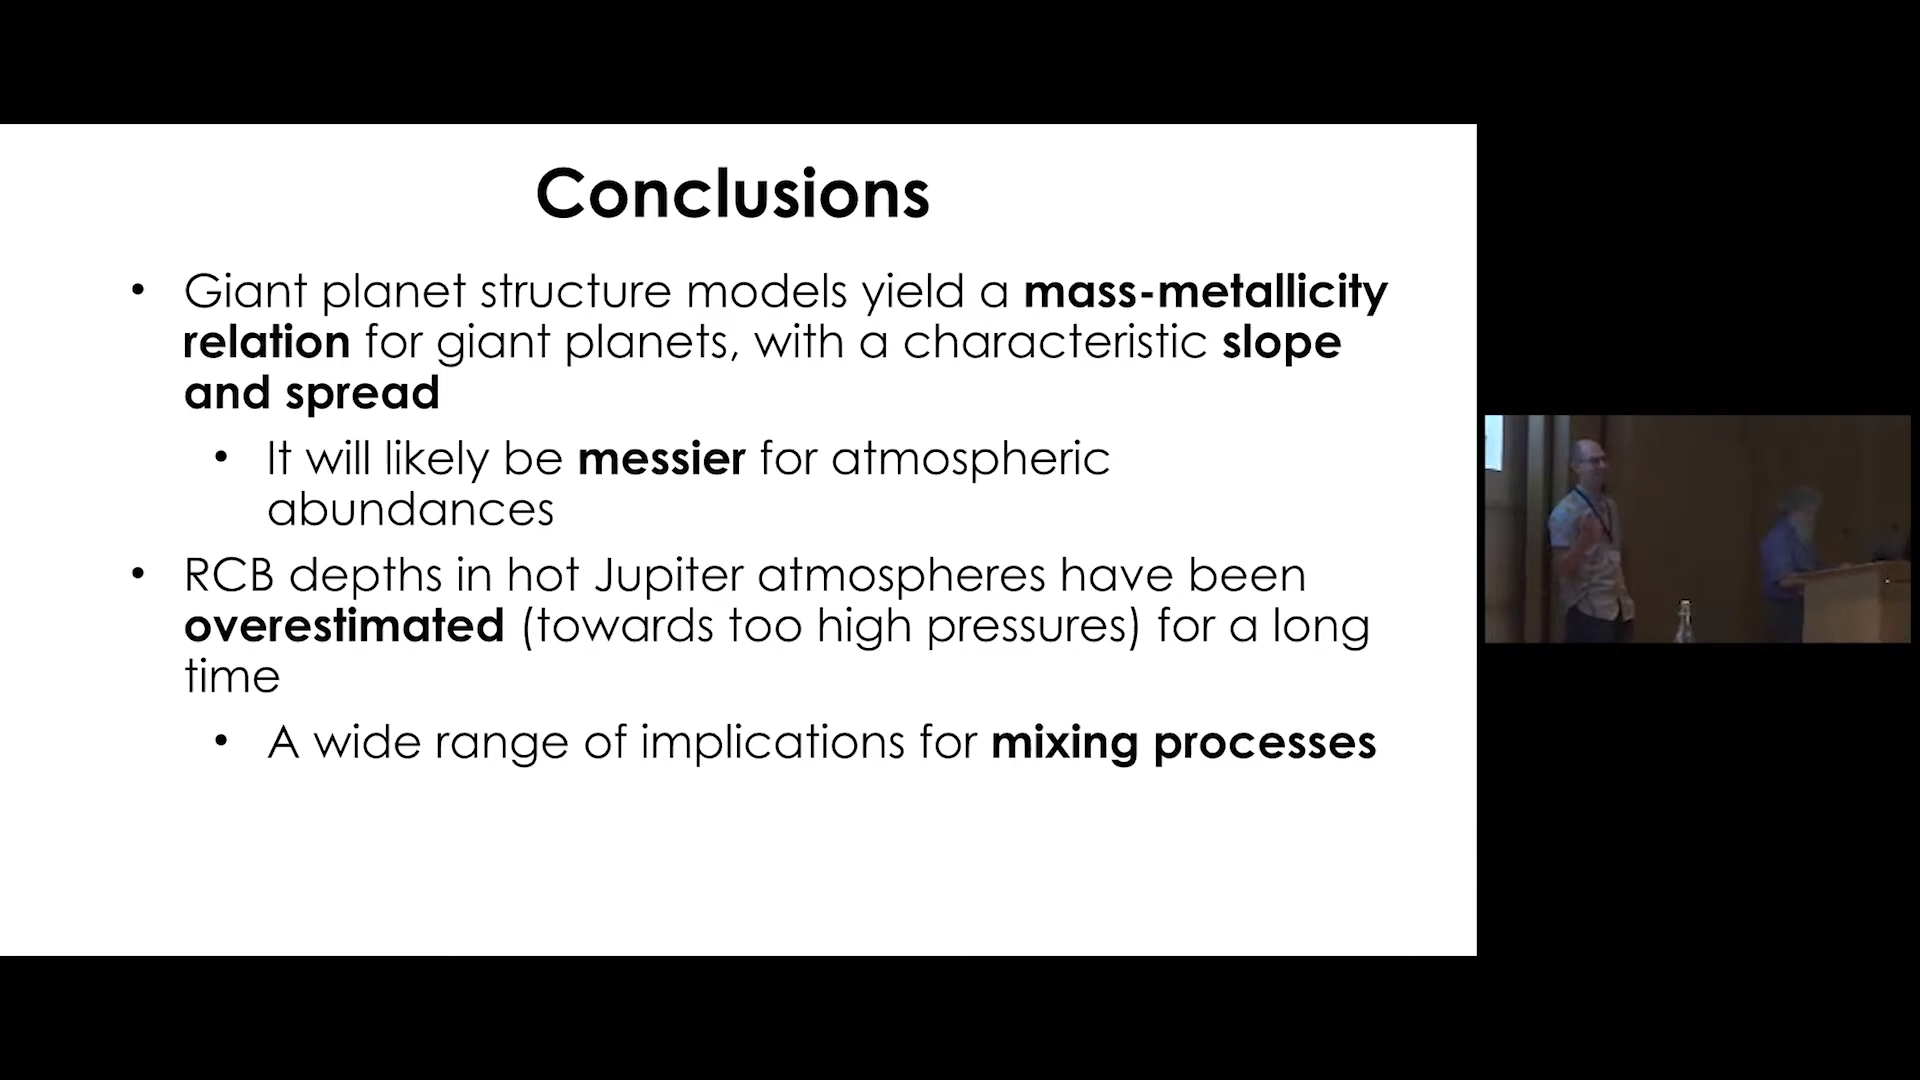 Conclusions
• Giant planet structure models yield a mass-metallicity
relation for giant planets, with a characteristic slope
and spread
• It will likely be messier for atmospheric
abundances
• RCB depths in hot Jupiter atmospheres have been
overestimated (towards too high pressures) for a long
time
• A wide range of implications for mixing processes